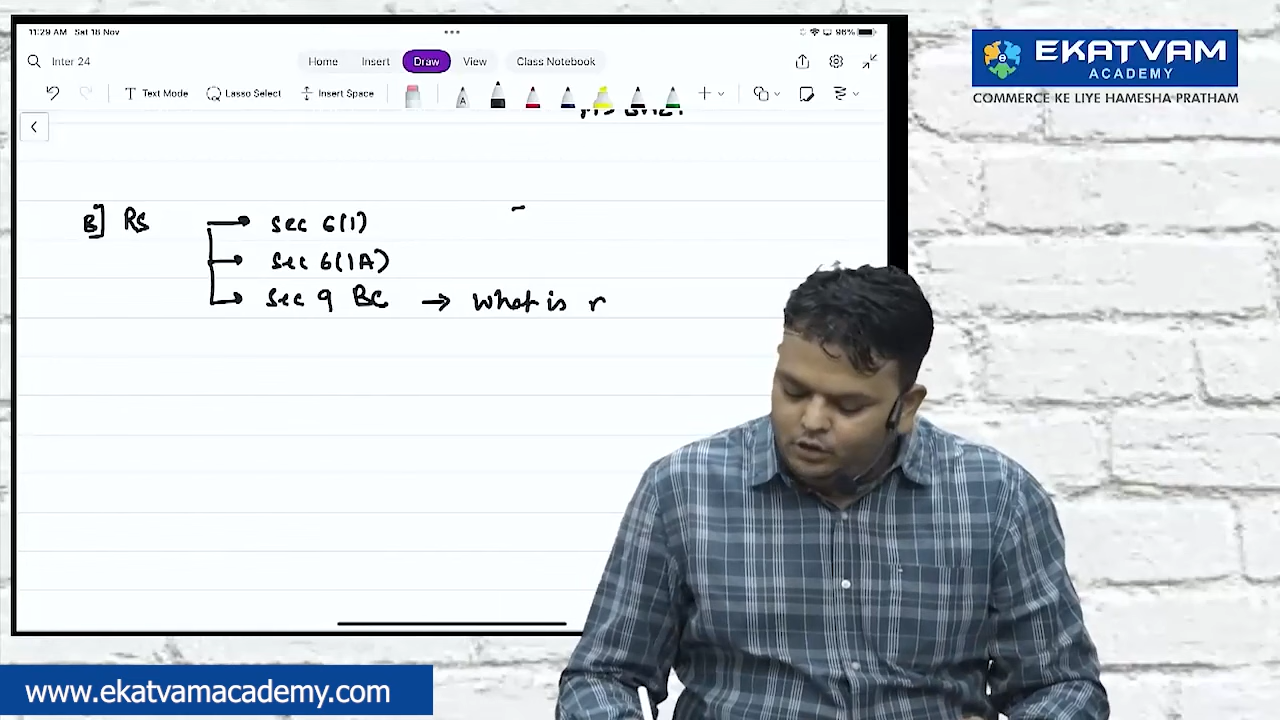 11:29 AM Sat 18 Nov
96%
Inter 24
Home Insert Draw View Class Notebook
Text Mode Lasso Select Insert Space
B] RS → sec 6(1)
→ sec 6(1A)
→ sec 9 BC → What is r
EKATVAM
ACADEMY
COMMERCE KE LIYE HAMESHA PRATHAM
www.ekatvamacademy.com